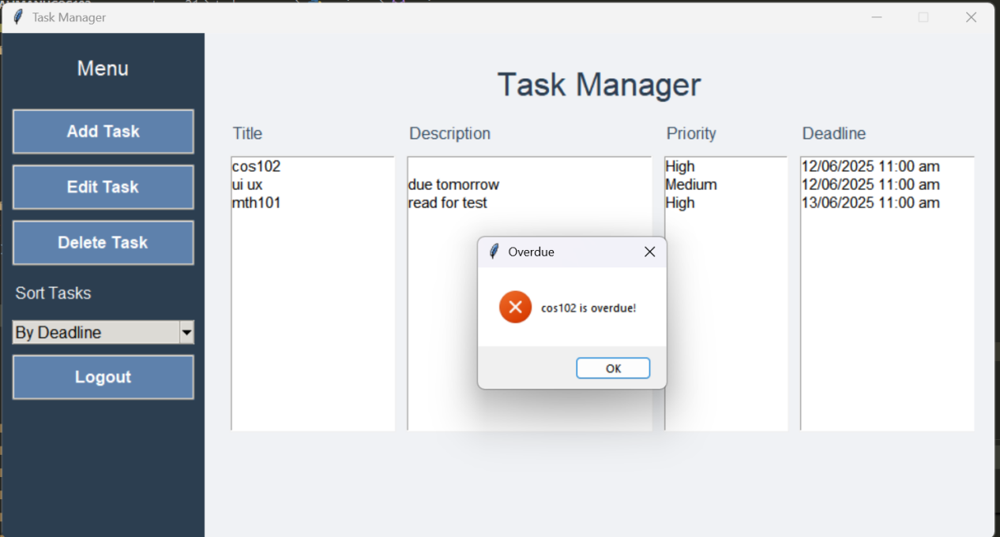 Task Manager
Menu
Add Task
Edit Task
Delete Task
Sort Tasks
By Deadline
Logout
Task Manager
Title Description Priority Deadline
cos102 High 12/06/2025 11:00 am
ui ux due tomorrow Medium 12/06/2025 11:00 am
mth101 read for test High 13/06/2025 11:00 am
Overdue
cos102 is overdue!
OK